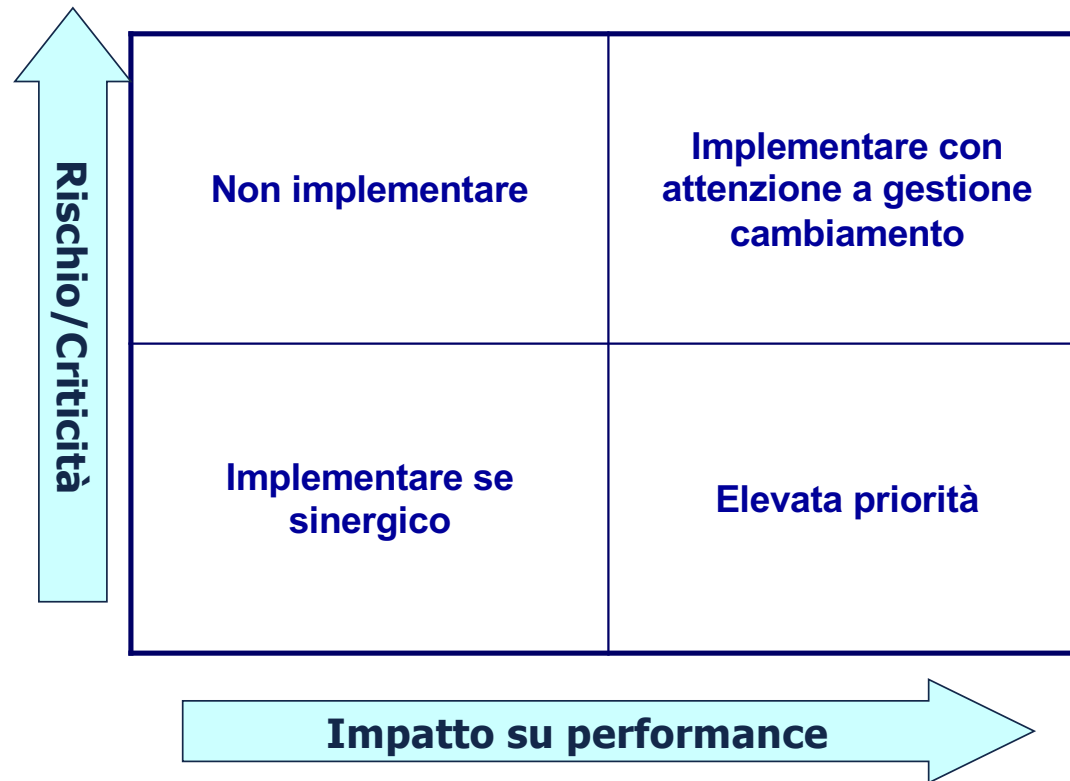 Rischio/Criticità
Non implementare
Implementare con
attenzione a gestione
cambiamento
Implementare se
sinergico
Elevata priorità
Impatto su performance